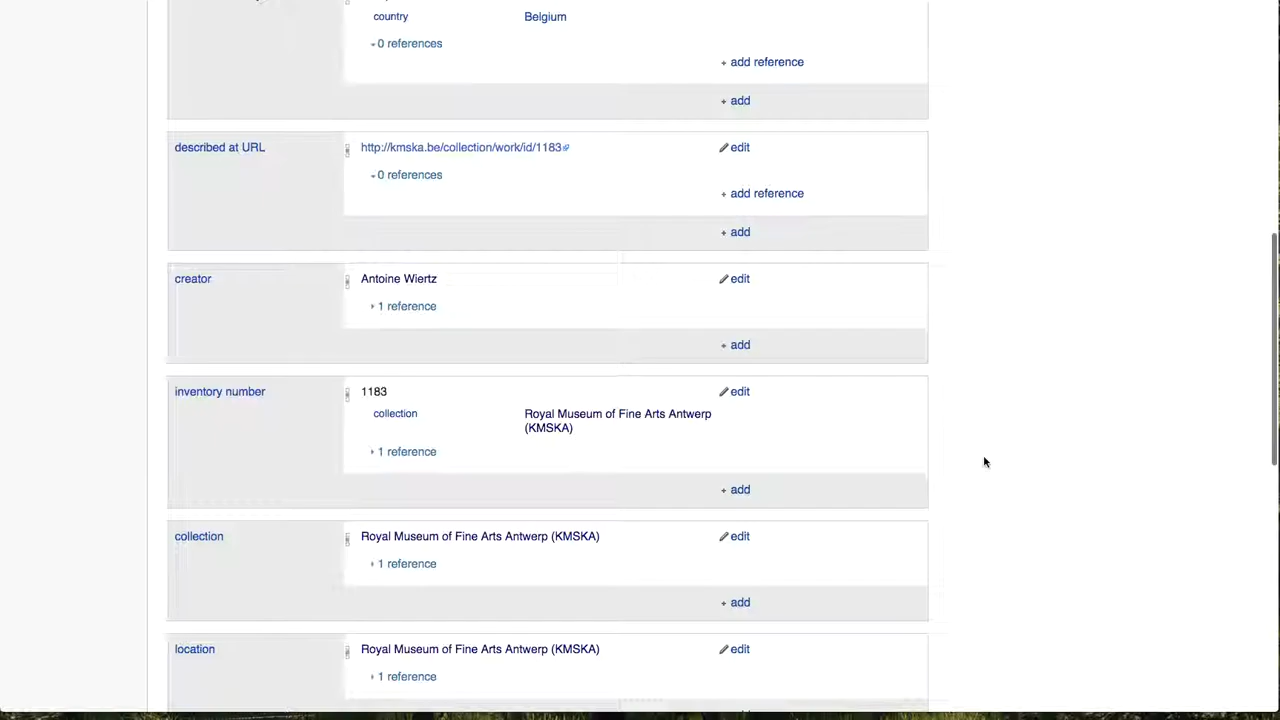 country Belgium
0 references
+ add reference
+ add
described at URL http://kmska.be/collection/work/id/1183 edit
0 references
+ add reference
+ add
creator Antoine Wiertz edit
1 reference
+ add
inventory number 1183 edit
collection Royal Museum of Fine Arts Antwerp
(KMSKA)
1 reference
+ add
collection Royal Museum of Fine Arts Antwerp (KMSKA) edit
1 reference
+ add
location Royal Museum of Fine Arts Antwerp (KMSKA) edit
1 reference